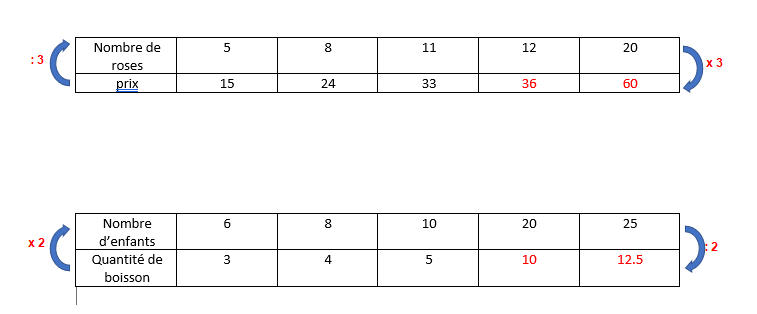 Nombre de 5 8 11 12 20
roses
: 3
x 3
prix 15 24 33 36 60
Nombre 6 8 10 20 25
d'enfants
x 2
: 2
Quantité de 3 4 5 10 12.5
boisson